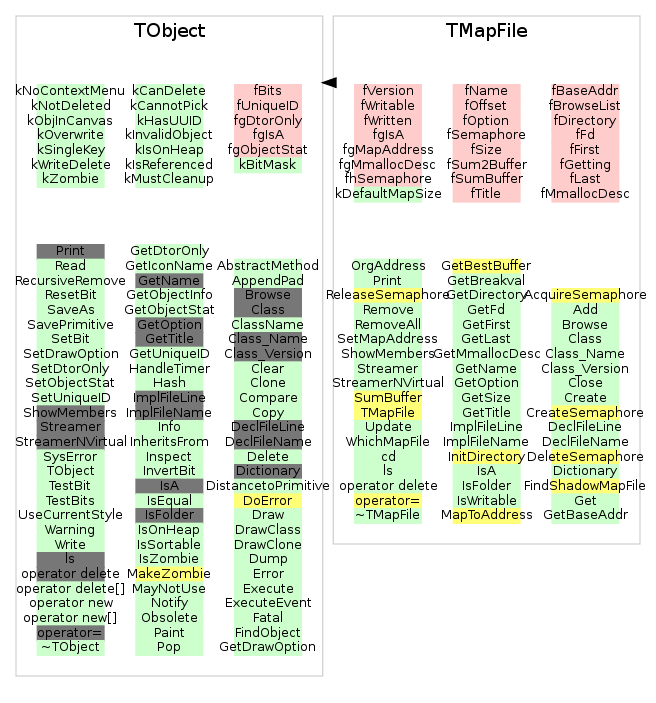 TObject
kNoContextMenu kCanDelete fBits
kNotDeleted kCannotPick fUniqueID
kObjInCanvas kHasUUID fgDtorOnly
kOverwrite kInvalidObject fgIsA
kSingleKey kIsOnHeap fgObjectStat
kWriteDelete kIsReferenced kBitMask
kZombie kMustCleanup
Print GetDtorOnly
Read GetIconName AbstractMethod
RecursiveRemove GetName AppendPad
ResetBit GetObjectInfo Browse
SaveAs GetObjectStat Class
SavePrimitive GetOption ClassName
SetBit GetTitle Class_Name
SetDrawOption GetUniqueID Class_Version
SetDtorOnly HandleTimer Clear
SetObjectStat Hash Clone
SetUniqueID ImplFileLine Compare
ShowMembers ImplFileName Copy
Streamer Info DeclFileLine
StreamerNVirtual InheritsFrom DeclFileName
SysError Inspect Delete
TObject InvertBit Dictionary
TestBit IsA DistancetoPrimitive
TestBits IsEqual DoError
UseCurrentStyle IsFolder Draw
Warning IsOnHeap DrawClass
Write IsSortable DrawClone
ls IsZombie Dump
operator delete MakeZombie Error
operator delete[] MayNotUse Execute
operator new Notify ExecuteEvent
operator new[] Obsolete Fatal
operator= Paint FindObject
~TObject Pop GetDrawOption
TMapFile
fVersion fName fBaseAddr
fWritable fOffset fBrowseList
fWritten fOption fDirectory
fgIsA fSemaphore fFd
fgMapAddress fSize fFirst
fgMmallocDesc fSum2Buffer fGetting
fhSemaphore fSumBuffer fLast
kDefaultMapSize fTitle fMmallocDesc
OrgAddress GetBestBuffer
Print GetBreakval
ReleaseSemaphore GetDirectory AcquireSemaphore
Remove GetFd Add
RemoveAll GetFirst Browse
SetMapAddress GetLast Class
ShowMembers GetMmallocDesc Class_Name
Streamer GetName Class_Version
StreamerNVirtual GetOption Close
SumBuffer GetSize Create
TMapFile GetTitle CreateSemaphore
Update ImplFileLine DeclFileLine
WhichMapFile ImplFileName DeclFileName
cd InitDirectory DeleteSemaphore
ls IsA Dictionary
operator delete IsFolder FindShadowMapFile
operator= IsWritable Get
~TMapFile MapToAddress GetBaseAddr